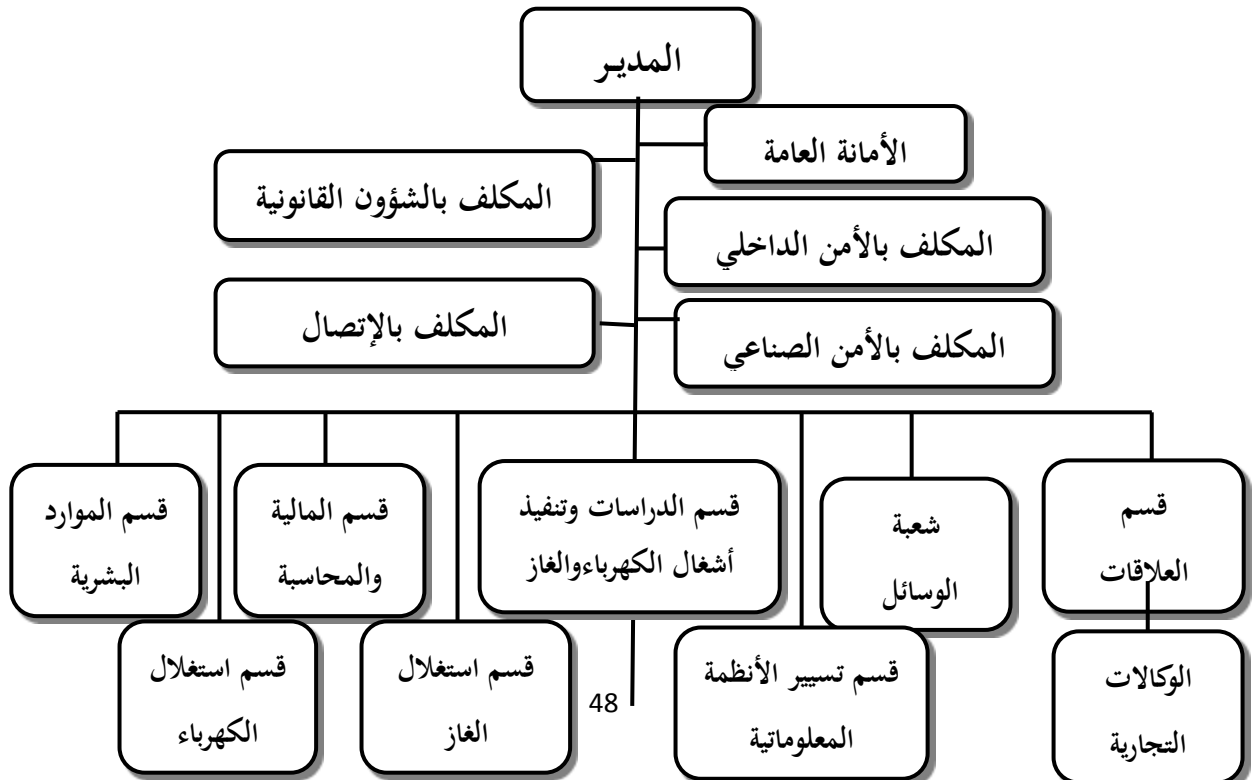 المديـر
الأمانة العامة
المكلف بالشؤون القانونية
المكلف بالأمن الداخلي
المكلف بالإتصال
المكلف بالأمن الصناعي
قسم
العلاقات
شعبة
الوسائل
قسم الدراسات وتنفيذ
أشغال الكهرباءوالغاز
قسم المالية
والمحاسبة
قسم الموارد
البشرية
الوكالات
التجارية
قسم تسيير الأنظمة
المعلوماتية
قسم استغلال
الغاز
قسم استغلال
الكهرباء
48